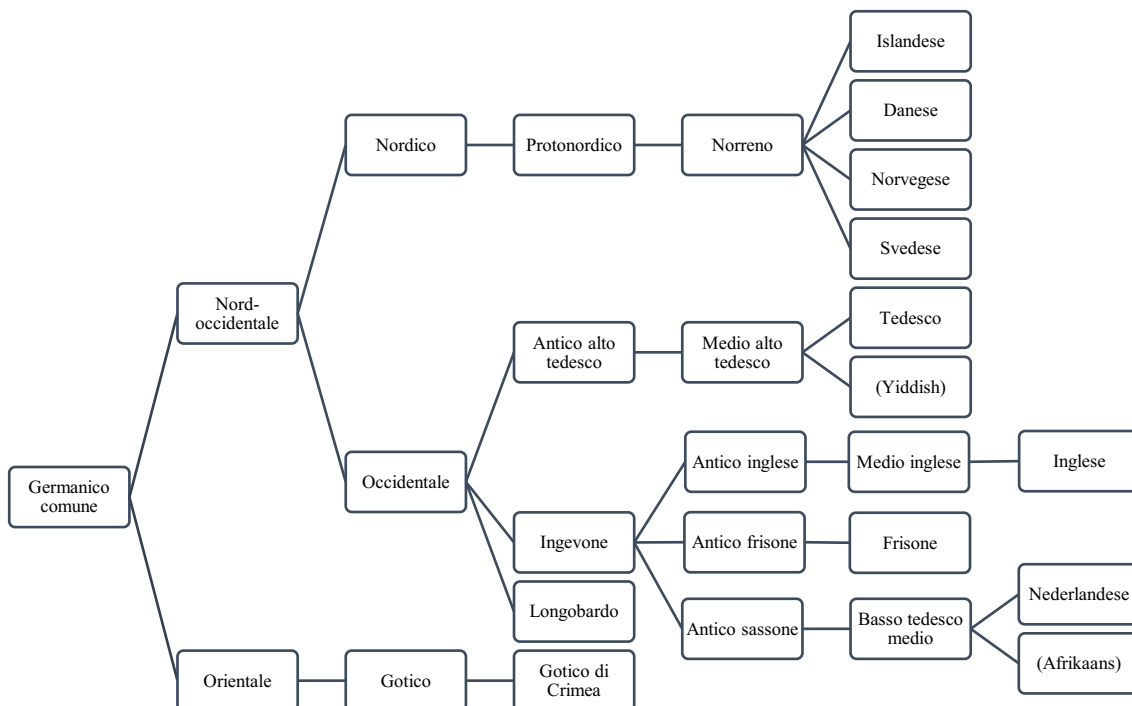 Islandese
Danese
Nordico
Protonordico
Norreno
Norvegese
Svedese
Nord-
occidentale
Antico alto
tedesco
Medio alto
tedesco
Tedesco
(Yiddish)
Germanico
comune
Occidentale
Antico inglese
Medio inglese
Inglese
Ingevone
Antico frisone
Frisone
Longobardo
Antico sassone
Basso tedesco
medio
Nederlandese
(Afrikaans)
Orientale
Gotico
Gotico di
Crimea